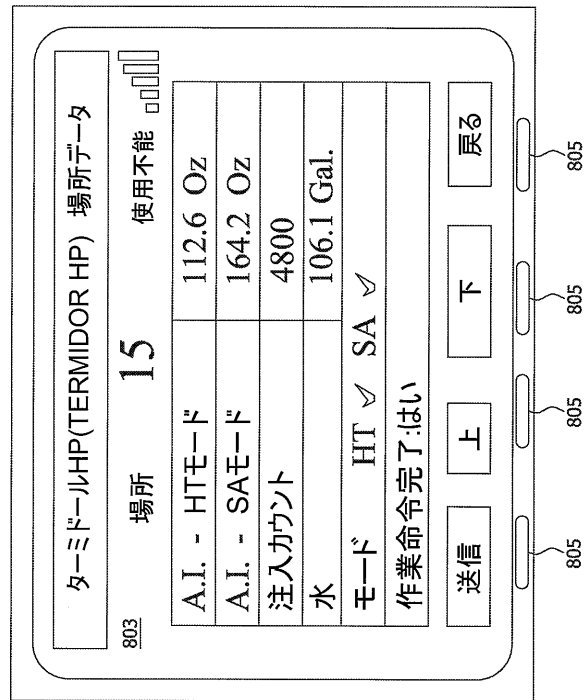 ターミドールHP(TERMIDOR HP) 場所データ
803 場所 15 使用不能
A.I. - HTモード 112.6 Oz
A.I. - SAモード 164.2 Oz
注入カウント 4800
水 106.1 Gal.
モード HT ✓ SA ✓
作業命令完了:はい
送信 上 下 戻る
805 805 805 805